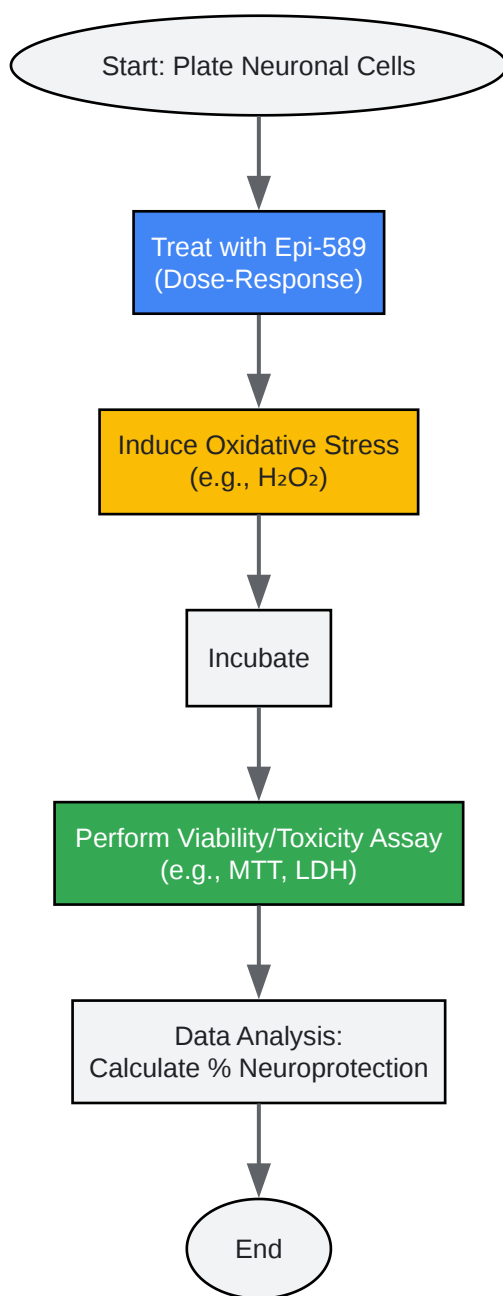 Start: Plate Neuronal Cells
Treat with Epi-589
(Dose-Response)
Induce Oxidative Stress
(e.g., H₂O₂)
Incubate
Perform Viability/Toxicity Assay
(e.g., MTT, LDH)
Data Analysis:
Calculate % Neuroprotection
End